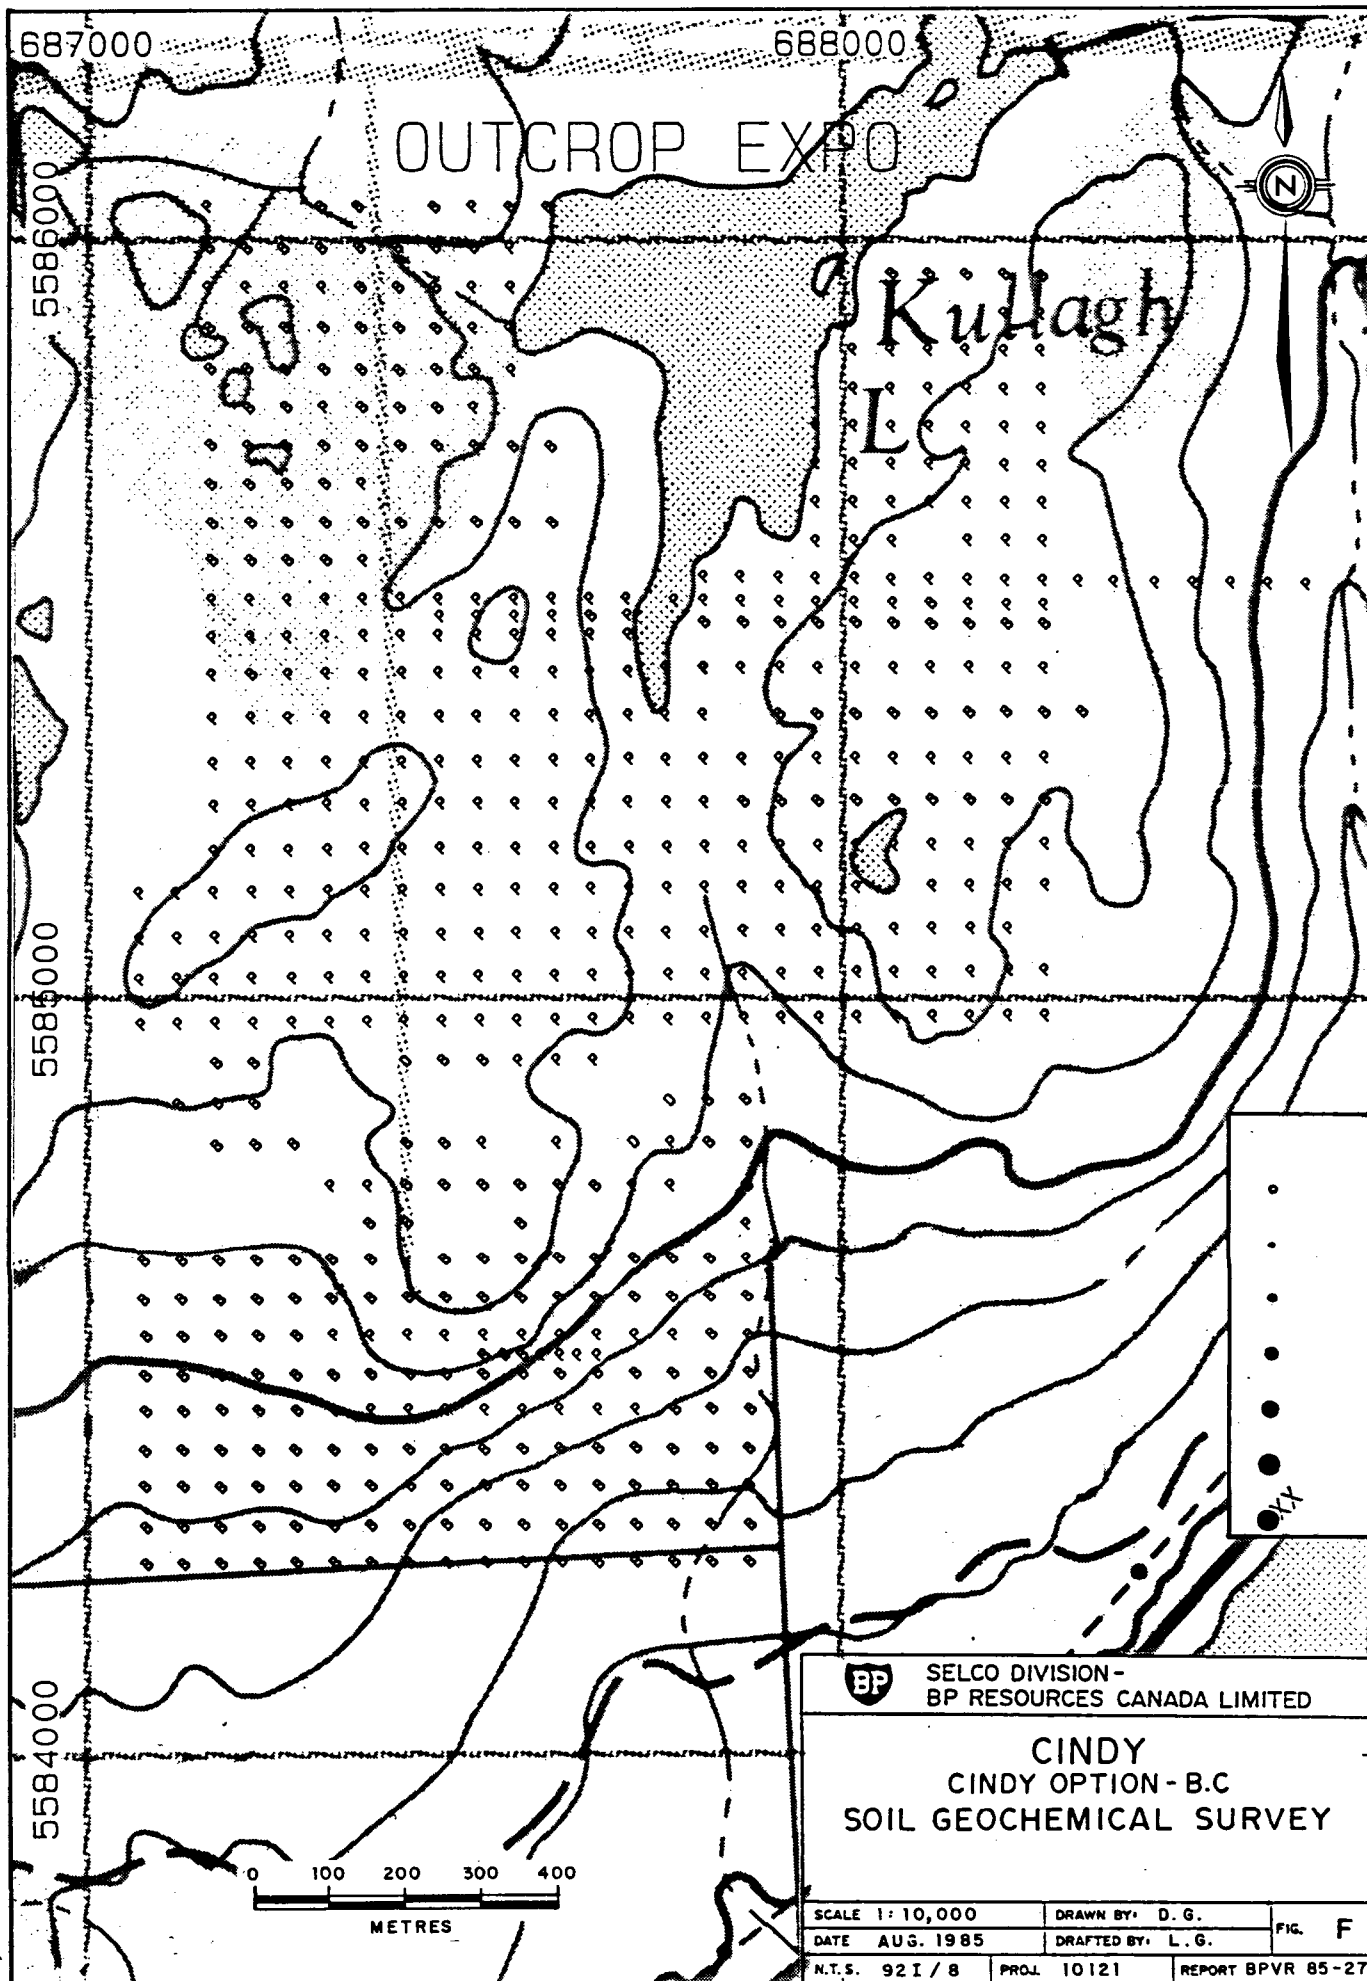 687000
688000
OUTCROP EXPO
5586000
N
Kullagh
L
5585000
XX
5584000
BP
SELCO DIVISION -
BP RESOURCES CANADA LIMITED
CINDY
CINDY OPTION - B.C
SOIL GEOCHEMICAL SURVEY
0 100 200 300 400
METRES
SCALE 1:10,000
DRAWN BY: D.G.
FIG. F
DATE AUG. 1985
DRAFTED BY: L.G.
N.T.S. 92 I / 8
PROJ. 10121
REPORT BPVR 85-27